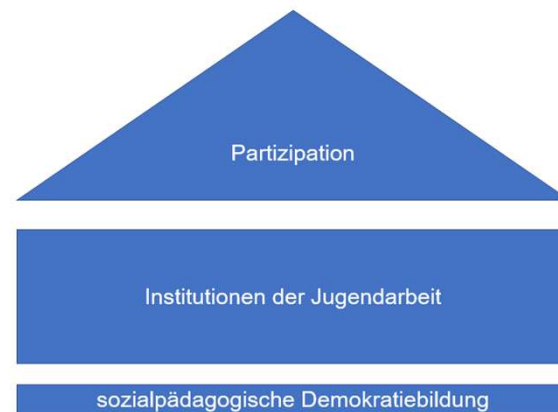 Partizipation
Institutionen der Jugendarbeit
sozialpädagogische Demokratiebildung